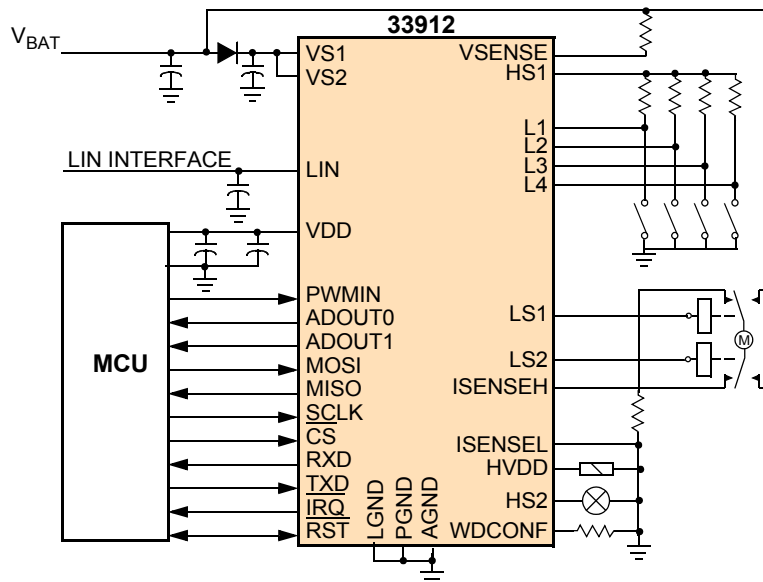 33912
V_BAT
VS1
VS2
VSENSE
HS1
L1
L2
L3
L4
LIN INTERFACE
LIN
VDD
MCU
PWMIN
ADOUT0
ADOUT1
MOSI
MISO
SCLK
CS
RXD
TXD
IRQ
RST
LS1
LS2
M
ISENSEH
ISENSEL
HVDD
HS2
WDCONF
LGND
PGND
AGND